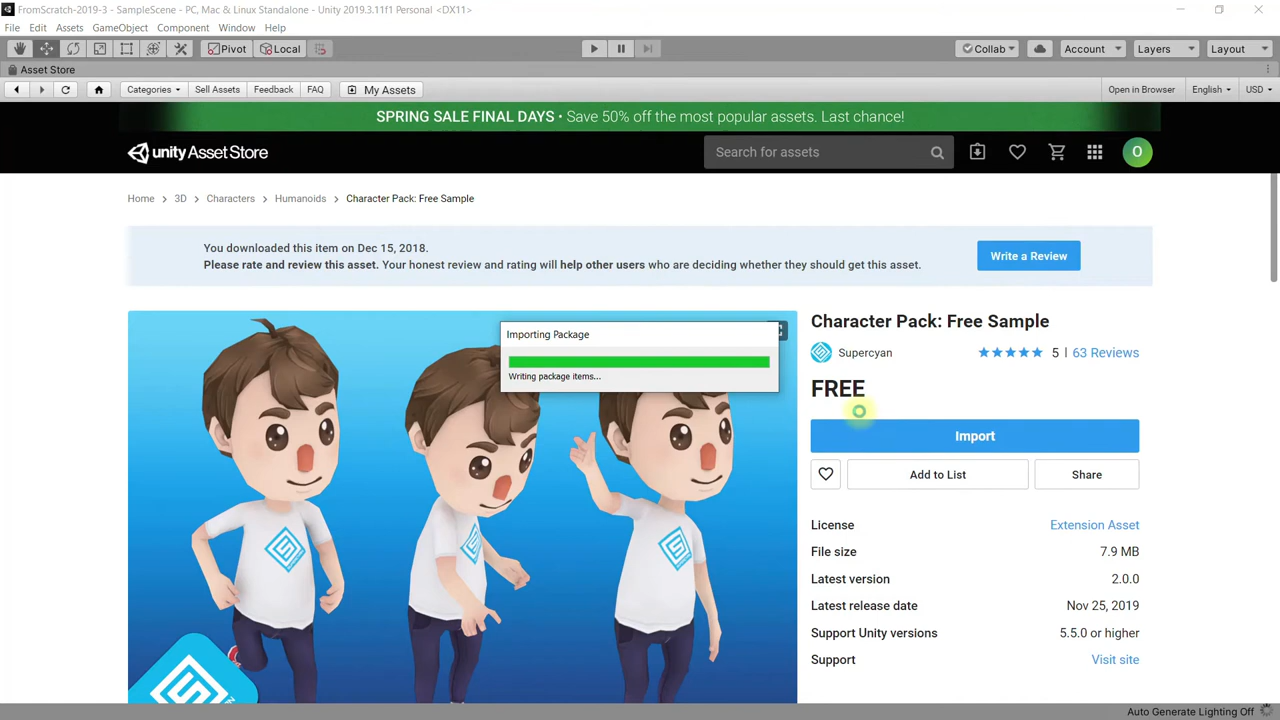 FromScratch-2019-3 - SampleScene - PC, Mac & Linux Standalone - Unity 2019.3.11f1 Personal <DX11>
File Edit Assets GameObject Component Window Help
Pivot Local Collab Account Layers Layout
Asset Store
Categories Sell Assets Feedback FAQ My Assets Open in Browser English USD
SPRING SALE FINAL DAYS • Save 50% off the most popular assets. Last chance!
unity Asset Store Search for assets O
Home > 3D > Characters > Humanoids > Character Pack: Free Sample
You downloaded this item on Dec 15, 2018.
Please rate and review this asset. Your honest review and rating will help other users who are deciding whether they should get this asset.
Write a Review
Importing Package
Writing package items...
Character Pack: Free Sample
Supercyan 5 | 63 Reviews
FREE
Import
Add to List Share
License Extension Asset
File size 7.9 MB
Latest version 2.0.0
Latest release date Nov 25, 2019
Support Unity versions 5.5.0 or higher
Support Visit site
Auto Generate Lighting Off